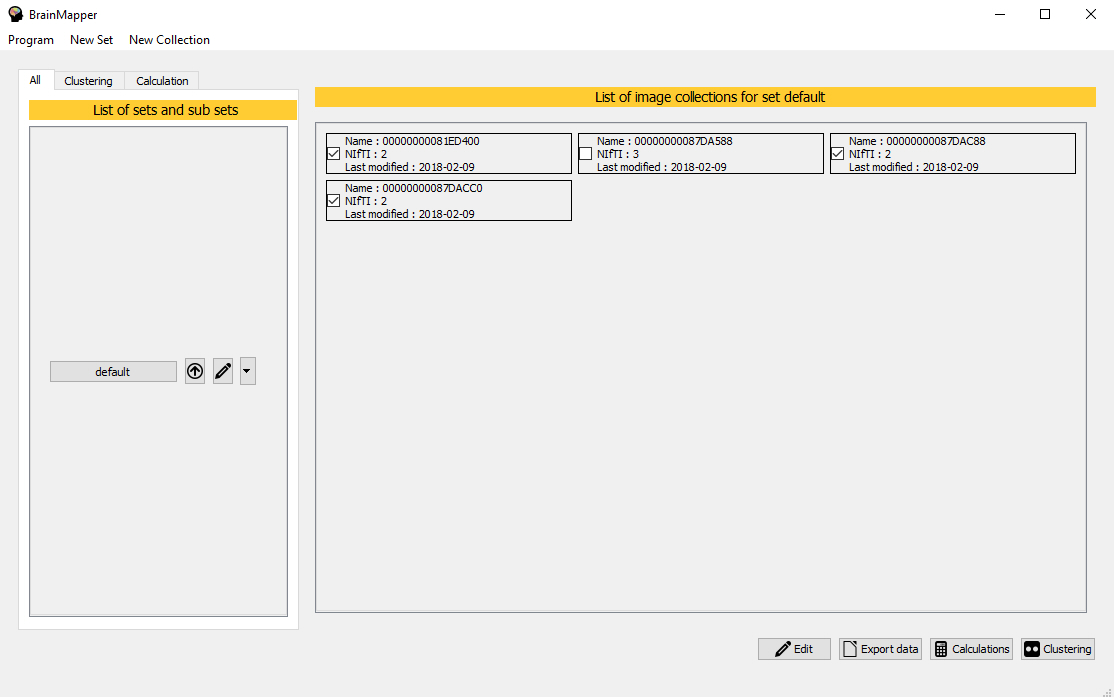 BrainMapper
Program New Set New Collection
All Clustering Calculation
List of sets and sub sets
default
List of image collections for set default
Name : 00000000081ED400
NIfTI : 2
Last modified : 2018-02-09
Name : 00000000087DA588
NIfTI : 3
Last modified : 2018-02-09
Name : 00000000087DAC88
NIfTI : 2
Last modified : 2018-02-09
Name : 00000000087DACC0
NIfTI : 2
Last modified : 2018-02-09
Edit Export data Calculations Clustering